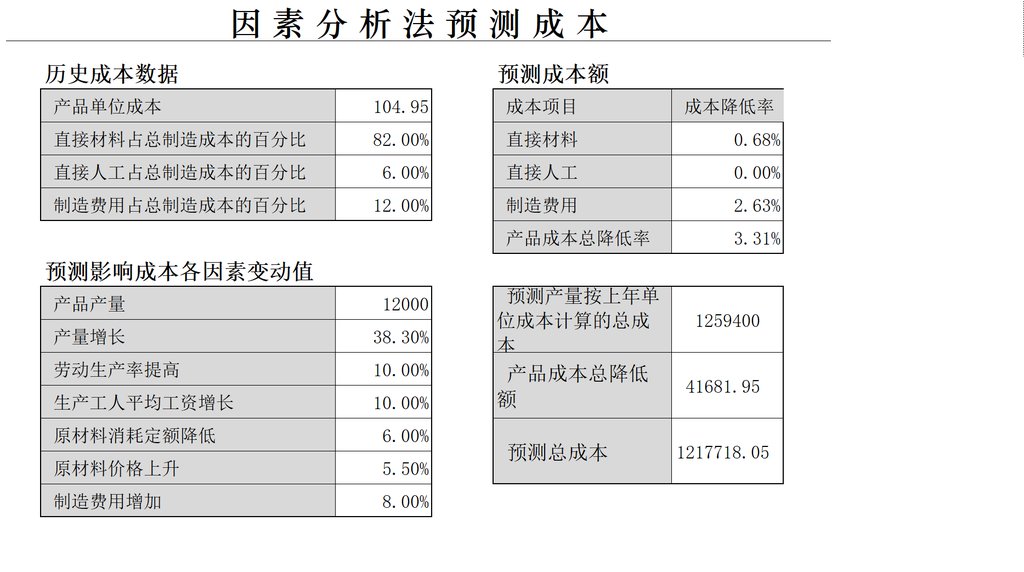 因素分析法预测成本
历史成本数据
产品单位成本 104.95
直接材料占总制造成本的百分比 82.00%
直接人工占总制造成本的百分比 6.00%
制造费用占总制造成本的百分比 12.00%
预测影响成本各因素变动值
产品产量 12000
产量增长 38.30%
劳动生产率提高 10.00%
生产工人平均工资增长 10.00%
原材料消耗定额降低 6.00%
原材料价格上升 5.50%
制造费用增加 8.00%
预测成本额
成本项目 成本降低率
直接材料 0.68%
直接人工 0.00%
制造费用 2.63%
产品成本总降低率 3.31%
预测产量按上年单
位成本计算的总成 1259400
本
产品成本总降低
额 41681.95
预测总成本 1217718.05